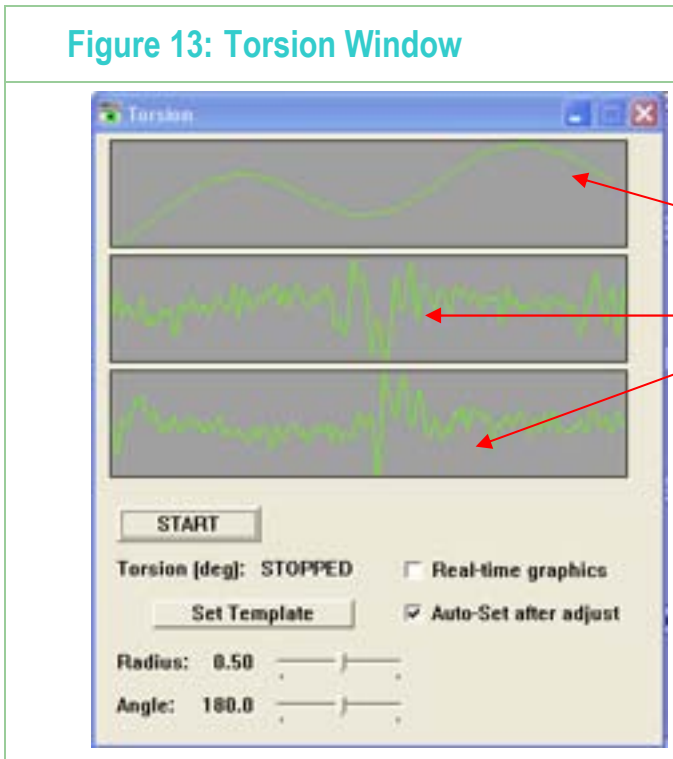 Figure 13: Torsion Window
Torsion
START
Torsion (deg): STOPPED
Real-time graphics
Set Template
Auto-Set after adjust
Radius: 0.50
Angle: 180.0